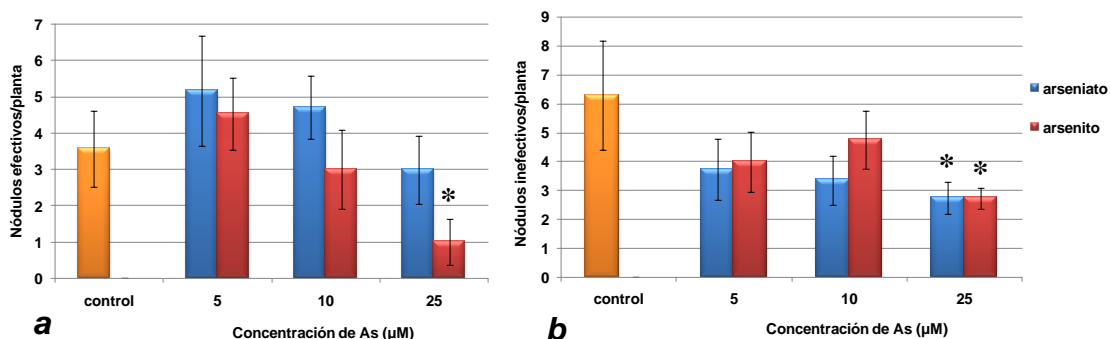 7
6
5
4
3
2
1
0
Nódulos efectivos/planta
*
control
5
10
25
Concentración de As (µM)
a
9
8
7
6
5
4
3
2
1
0
Nódulos inefectivos/planta
*
*
control
5
10
25
Concentración de As (µM)
b
arseniato
arsenito